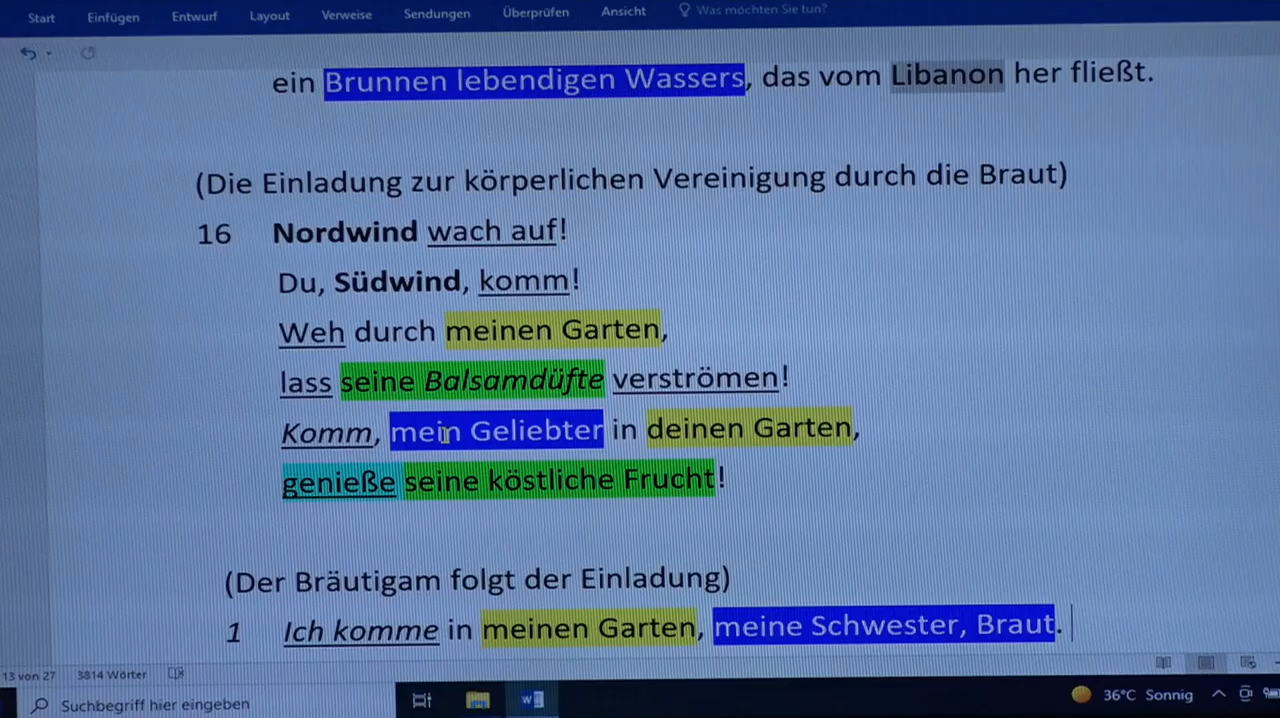 Start Einfügen Entwurf Layout Verweise Sendungen Überprüfen Ansicht Was möchten Sie tun?
ein Brunnen lebendigen Wassers, das vom Libanon her fließt.
(Die Einladung zur körperlichen Vereinigung durch die Braut)
16 Nordwind wach auf!
Du, Südwind, komm!
Weh durch meinen Garten,
lass seine Balsamdüfte verströmen!
Komm, mein Geliebter in deinen Garten,
genieße seine köstliche Frucht!
(Der Bräutigam folgt der Einladung)
1 Ich komme in meinen Garten, meine Schwester, Braut.
13 von 27 3814 Wörter
Suchbegriff hier eingeben 36°C Sonnig